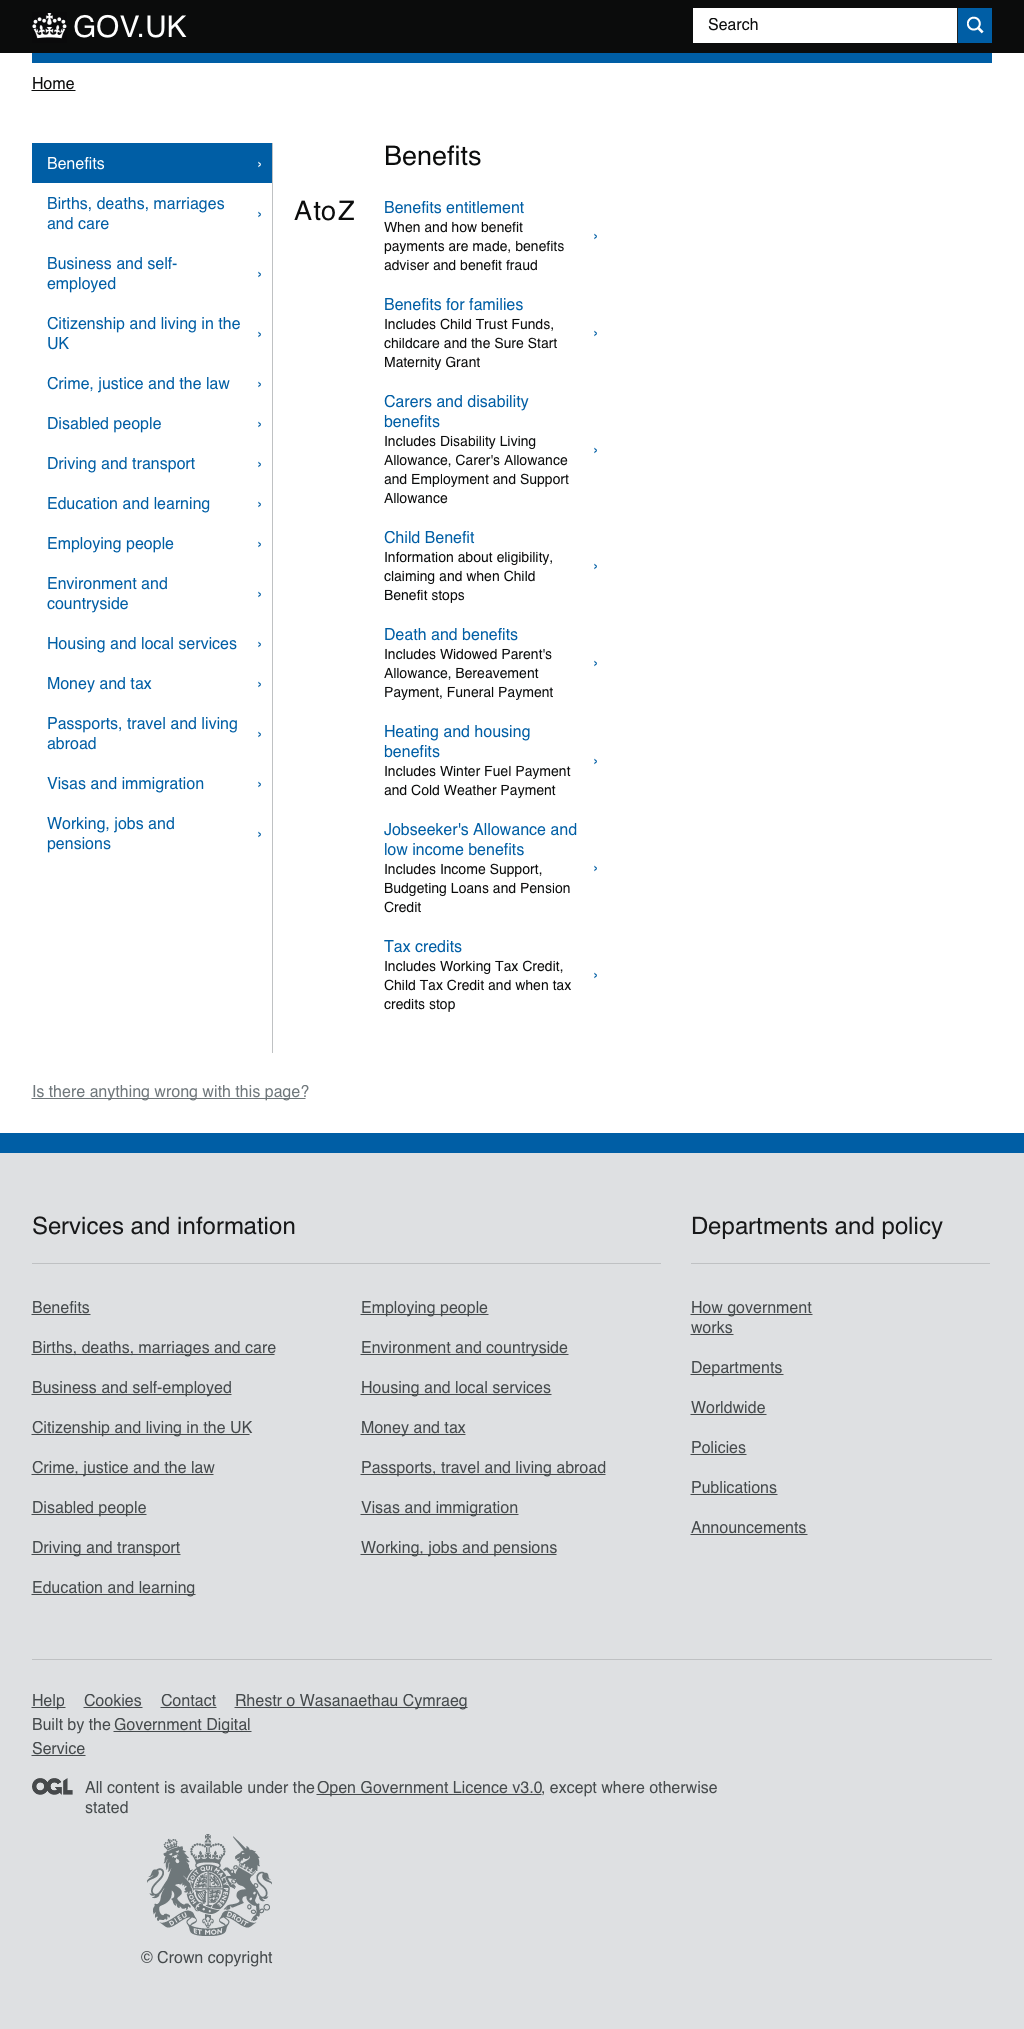 GOV.UK
Search
Home
Benefits ›
Births, deaths, marriages
and care ›
Business and self-
employed ›
Citizenship and living in the
UK ›
Crime, justice and the law ›
Disabled people ›
Driving and transport ›
Education and learning ›
Employing people ›
Environment and
countryside ›
Housing and local services ›
Money and tax ›
Passports, travel and living
abroad ›
Visas and immigration ›
Working, jobs and
pensions ›
A to Z
Benefits
Benefits entitlement
When and how benefit
payments are made, benefits ›
adviser and benefit fraud
Benefits for families
Includes Child Trust Funds,
childcare and the Sure Start ›
Maternity Grant
Carers and disability
benefits
Includes Disability Living
Allowance, Carer's Allowance ›
and Employment and Support
Allowance
Child Benefit
Information about eligibility,
claiming and when Child ›
Benefit stops
Death and benefits
Includes Widowed Parent's
Allowance, Bereavement ›
Payment, Funeral Payment
Heating and housing
benefits
Includes Winter Fuel Payment ›
and Cold Weather Payment
Jobseeker's Allowance and
low income benefits
Includes Income Support, ›
Budgeting Loans and Pension
Credit
Tax credits
Includes Working Tax Credit,
Child Tax Credit and when tax ›
credits stop
Is there anything wrong with this page?
Services and information
Benefits
Births, deaths, marriages and care
Business and self-employed
Citizenship and living in the UK
Crime, justice and the law
Disabled people
Driving and transport
Education and learning
Employing people
Environment and countryside
Housing and local services
Money and tax
Passports, travel and living abroad
Visas and immigration
Working, jobs and pensions
Departments and policy
How government
works
Departments
Worldwide
Policies
Publications
Announcements
Help Cookies Contact Rhestr o Wasanaethau Cymraeg
Built by the Government Digital
Service
OGL All content is available under the Open Government Licence v3.0, except where otherwise
stated
DIEU ET MON DROIT
© Crown copyright